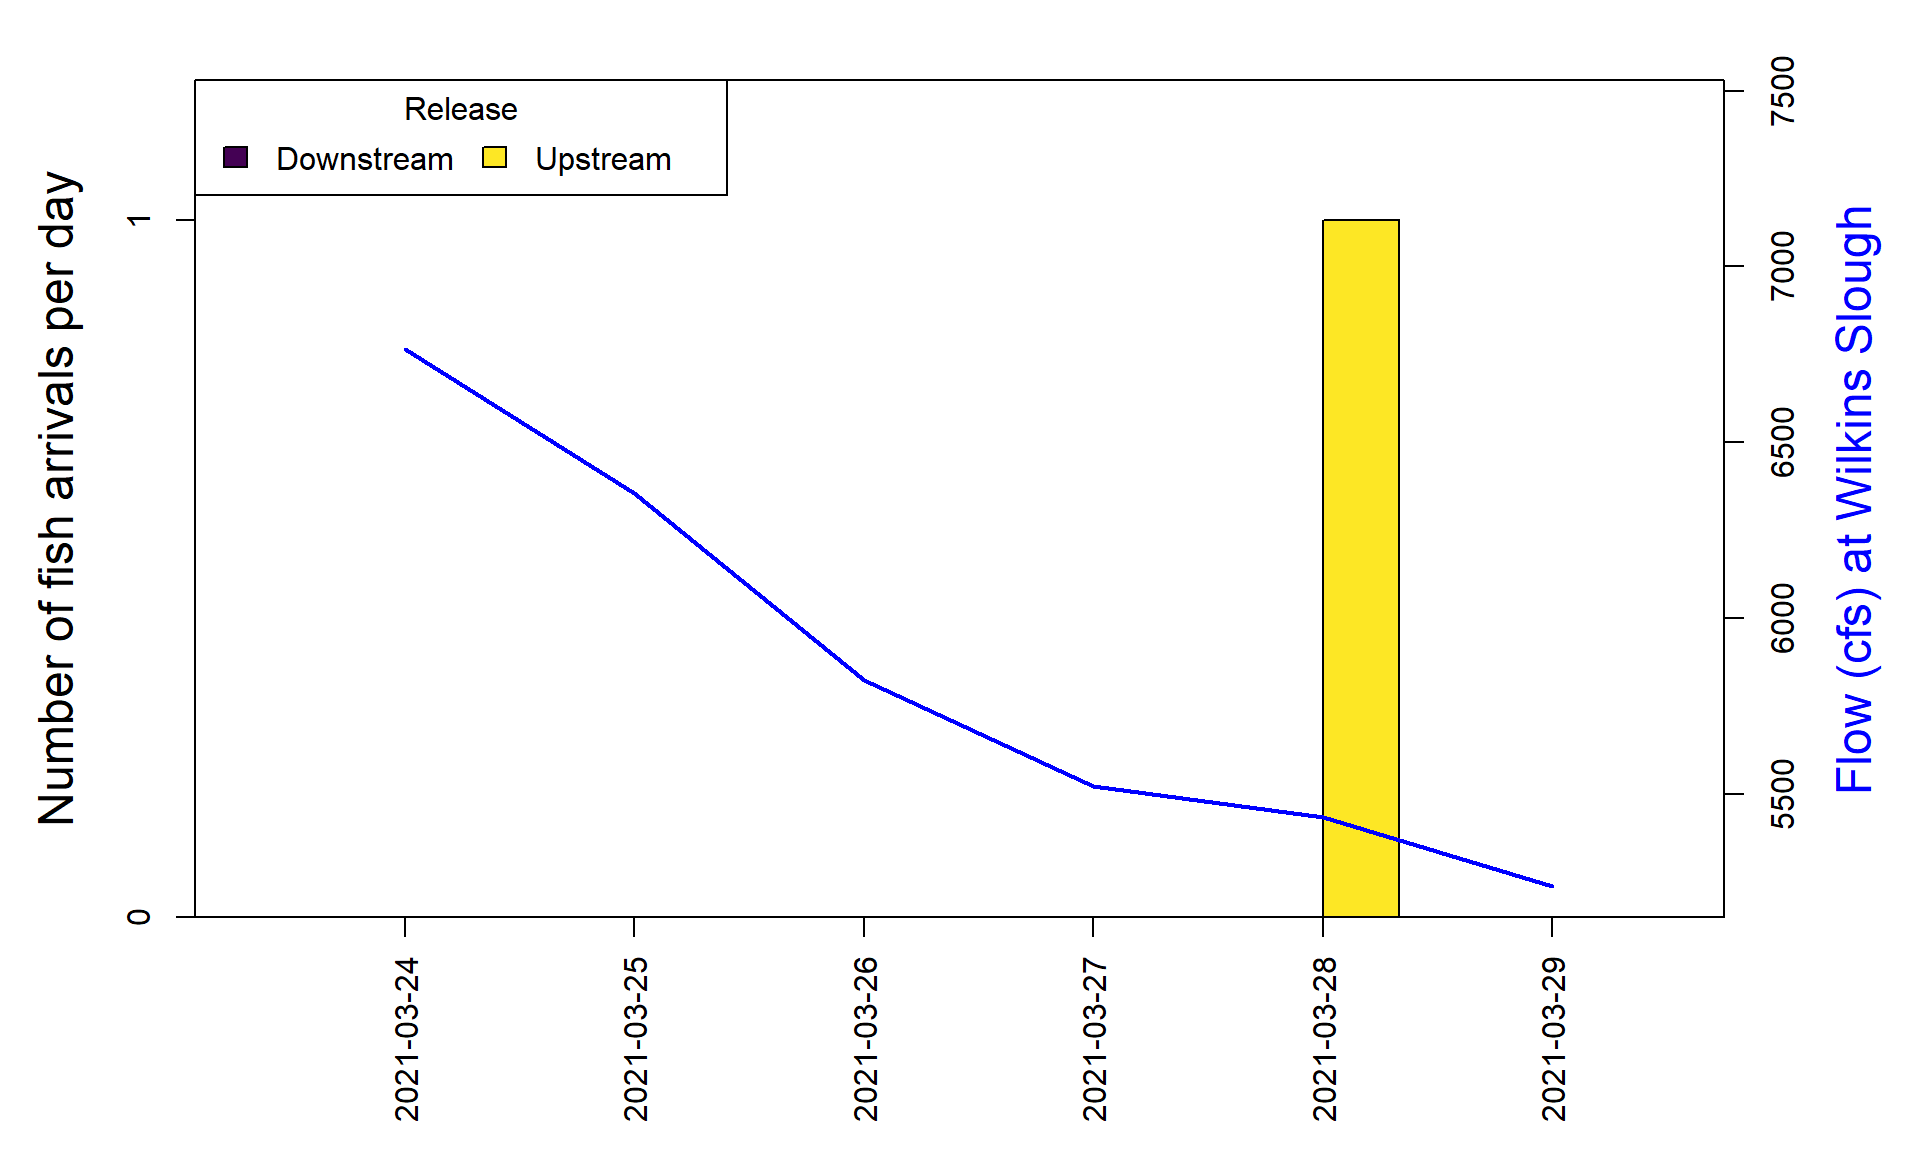 Release
Downstream
Upstream
Number of fish arrivals per day
1
0
7500
7000
6500
6000
5500
Flow (cfs) at Wilkins Slough
2021-03-24
2021-03-25
2021-03-26
2021-03-27
2021-03-28
2021-03-29